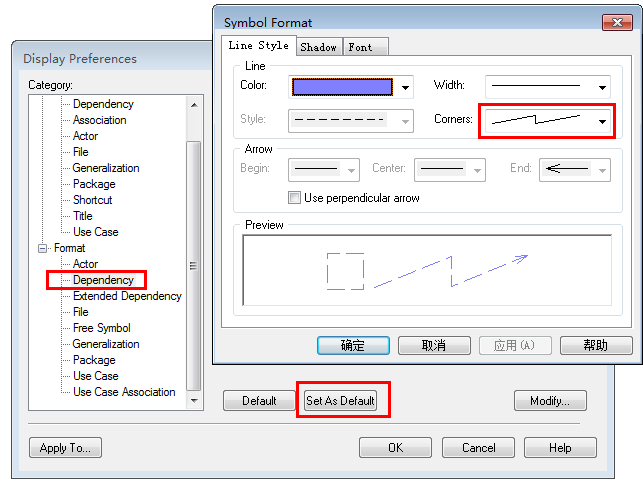 Symbol Format
Line Style
Shadow
Font
Line
Color:
Width:
Style:
Corners:
Arrow
Begin:
Center:
End:
Use perpendicular arrow
Preview
确定
取消
应用(A)
帮助
Display Preferences
Category:
Dependency
Association
Actor
File
Generalization
Package
Shortcut
Title
Use Case
Format
Actor
Dependency
Extended Dependency
File
Free Symbol
Generalization
Package
Use Case
Use Case Association
Default
Set As Default
Modify...
Apply To...
OK
Cancel
Help